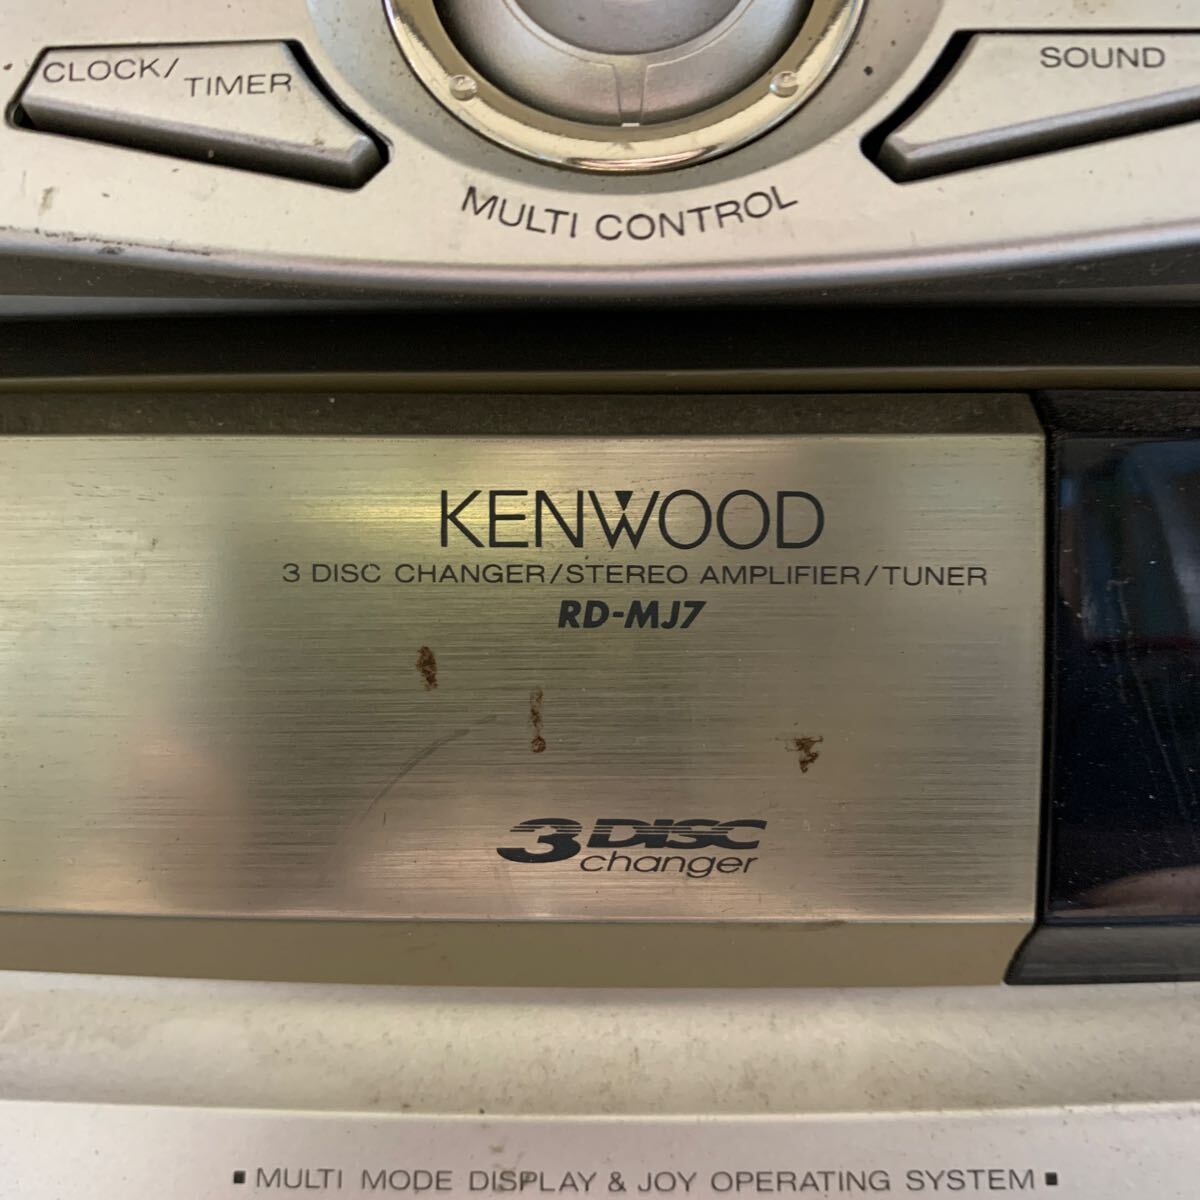 CLOCK/
TIMER
SOUND
MULTI CONTROL
KENWOOD
3 DISC CHANGER/STEREO AMPLIFIER/TUNER
RD-MJ7
3 DISC
changer
▪ MULTI MODE DISPLAY & JOY OPERATING SYSTEM ▪